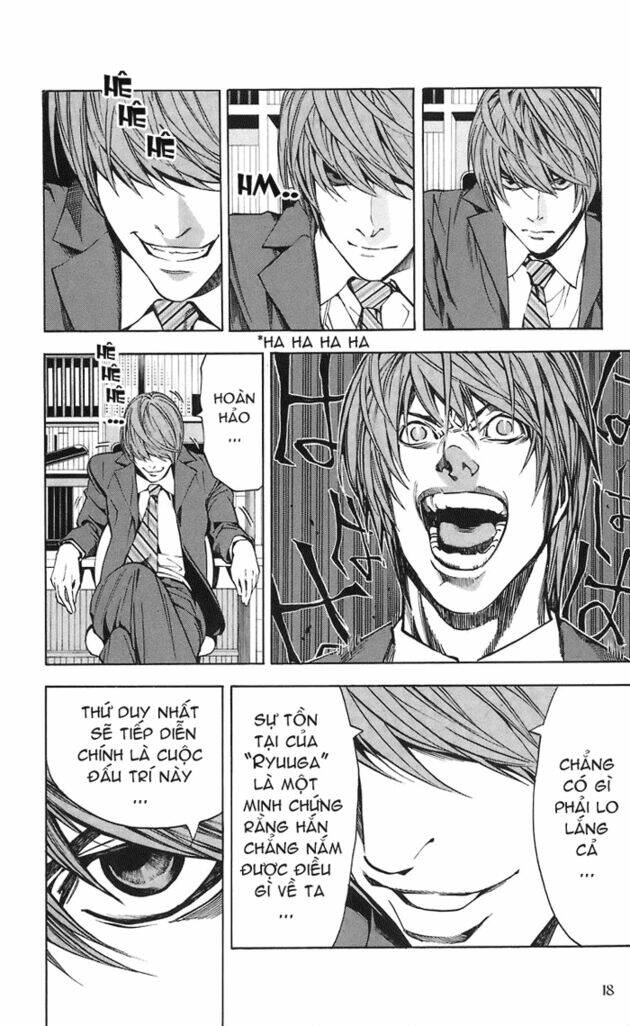 HM..
HÊ
HÊ
HÊ
*HA HA HA HA
HOÀN
HẢO
...
HÊ
HÊ
HÊ
...
CHẲNG
CÓ GÌ
PHẢI LO
LẮNG
CẢ
...
SỰ TỒN
TẠI CỦA
"RYUUGA"
LÀ MỘT
MINH CHỨNG
RẰNG HẮN
CHẲNG NẮM
ĐƯỢC ĐIỀU
GÌ VỀ TA
...
THỨ DUY NHẤT
SẼ TIẾP DIỄN
CHÍNH LÀ CUỘC
ĐẤU TRÍ NÀY
...
18